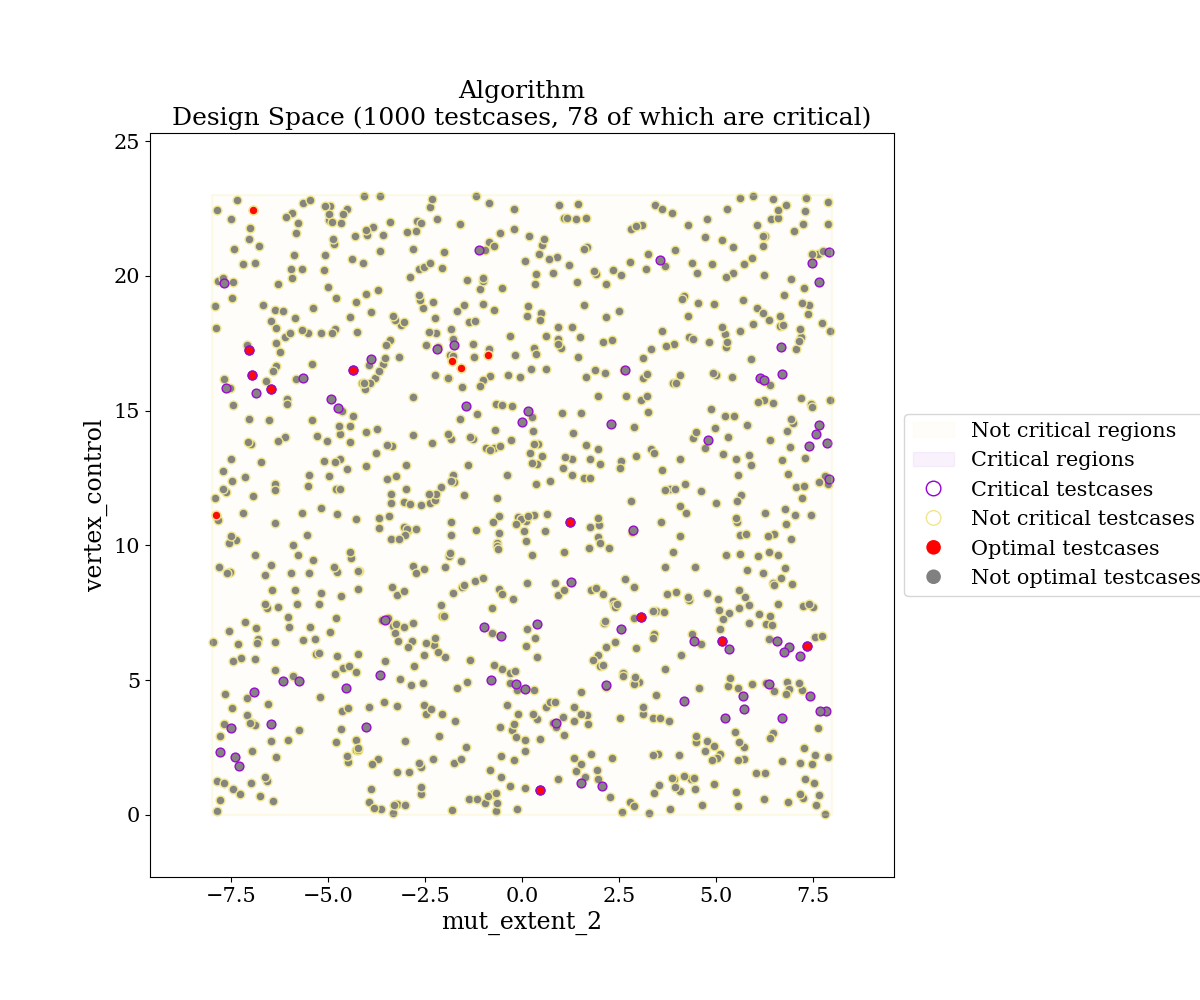 Algorithm
Design Space (1000 testcases, 78 of which are critical)
25
20
15
10
5
0
vertex_control
−7.5 −5.0 −2.5 0.0 2.5 5.0 7.5
mut_extent_2
Not critical regions
Critical regions
Critical testcases
Not critical testcases
Optimal testcases
Not optimal testcases